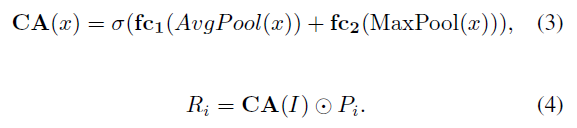 CA(x) = σ(fc₁(AvgPool(x)) + fc₂(MaxPool(x))), (3)
Rᵢ = CA(I) ⊙ Pᵢ. (4)